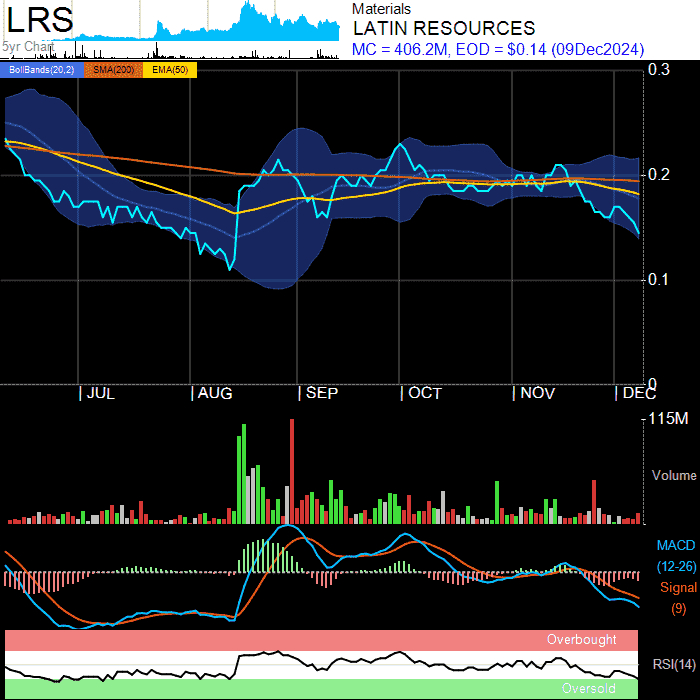 LRS
5yr Chart
Materials
LATIN RESOURCES
MC = 406.2M, EOD = $0.14 (09Dec2024)
BollBands(20,2) SMA(200) EMA(50)
0.3
0.2
0.1
0
| JUL | AUG | SEP | OCT | NOV | DEC
115M
Volume
MACD
(12-26)
Signal
(9)
Overbought
RSI(14)
Oversold